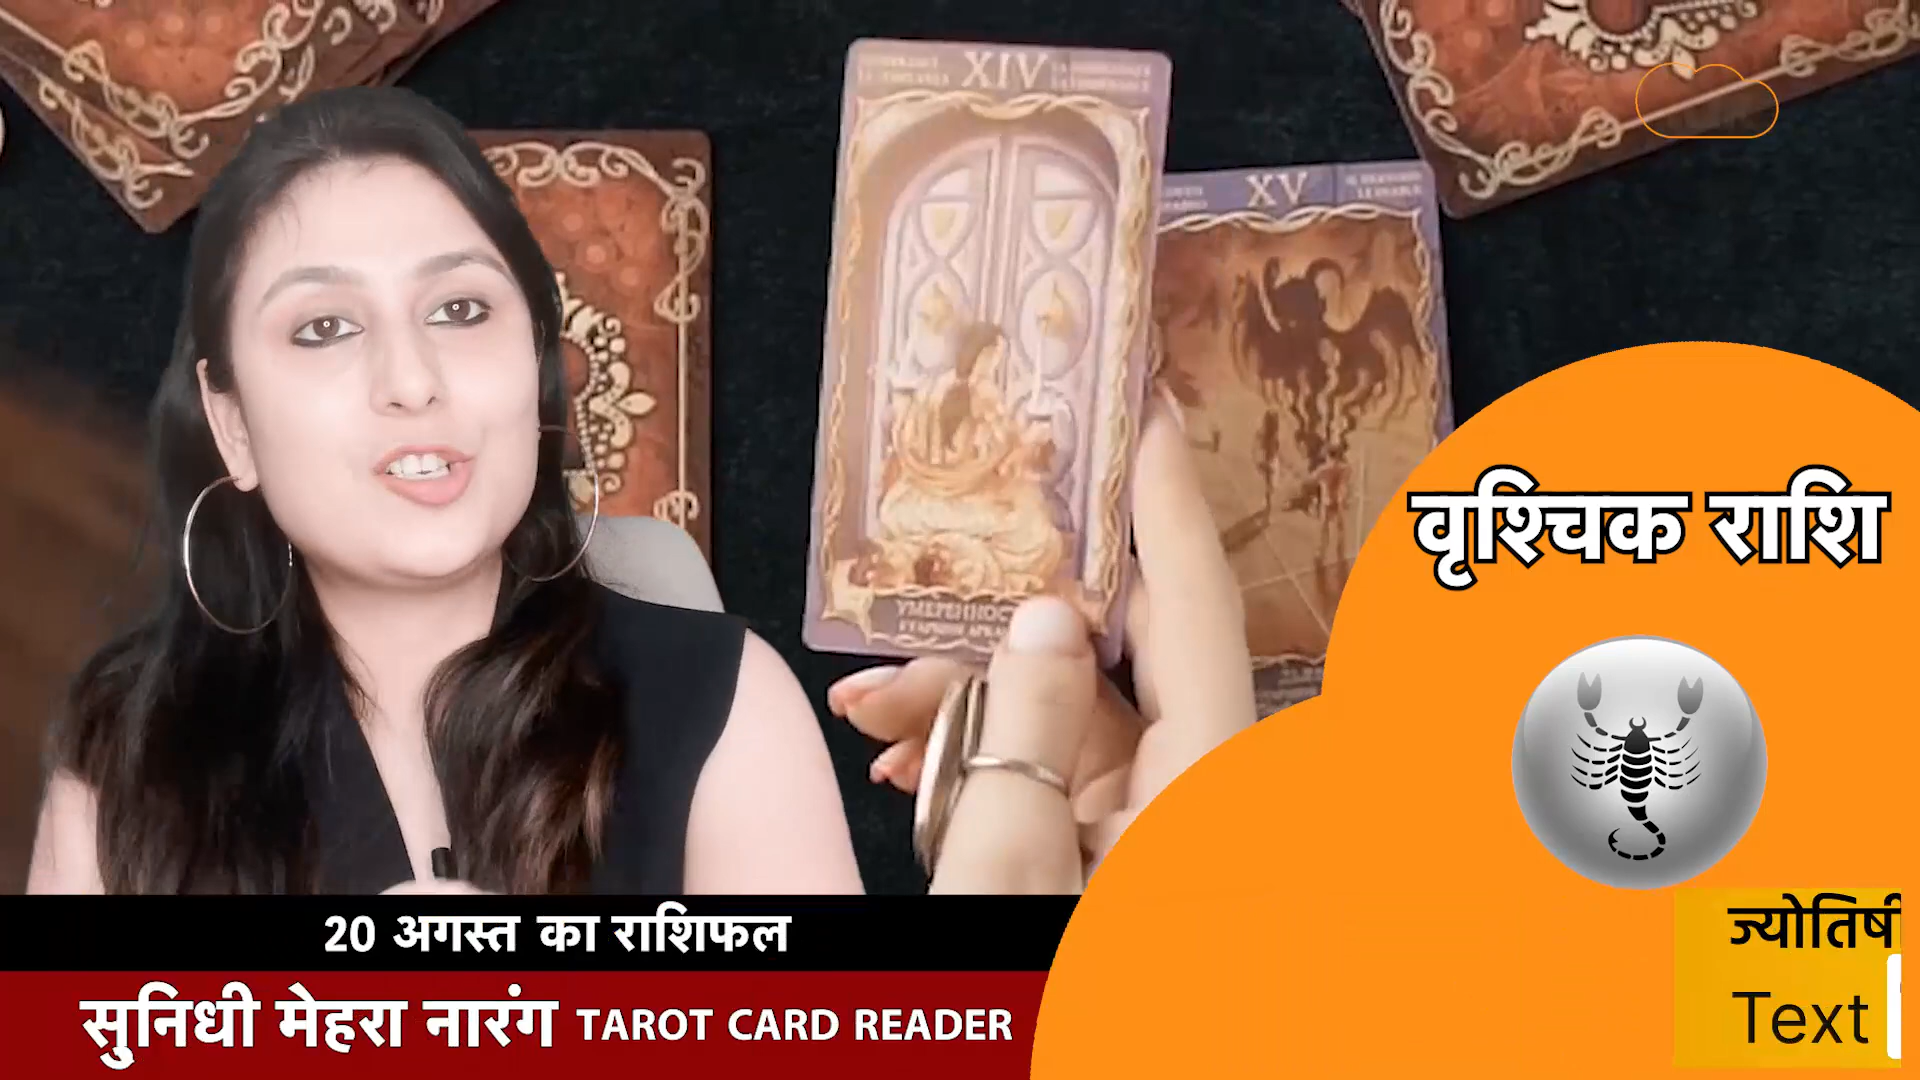 XIV
XV
वृश्चिक राशि
20 अगस्त का राशिफल
सुनिधी मेहरा नारंग TAROT CARD READER
ज्योतिषी
Text